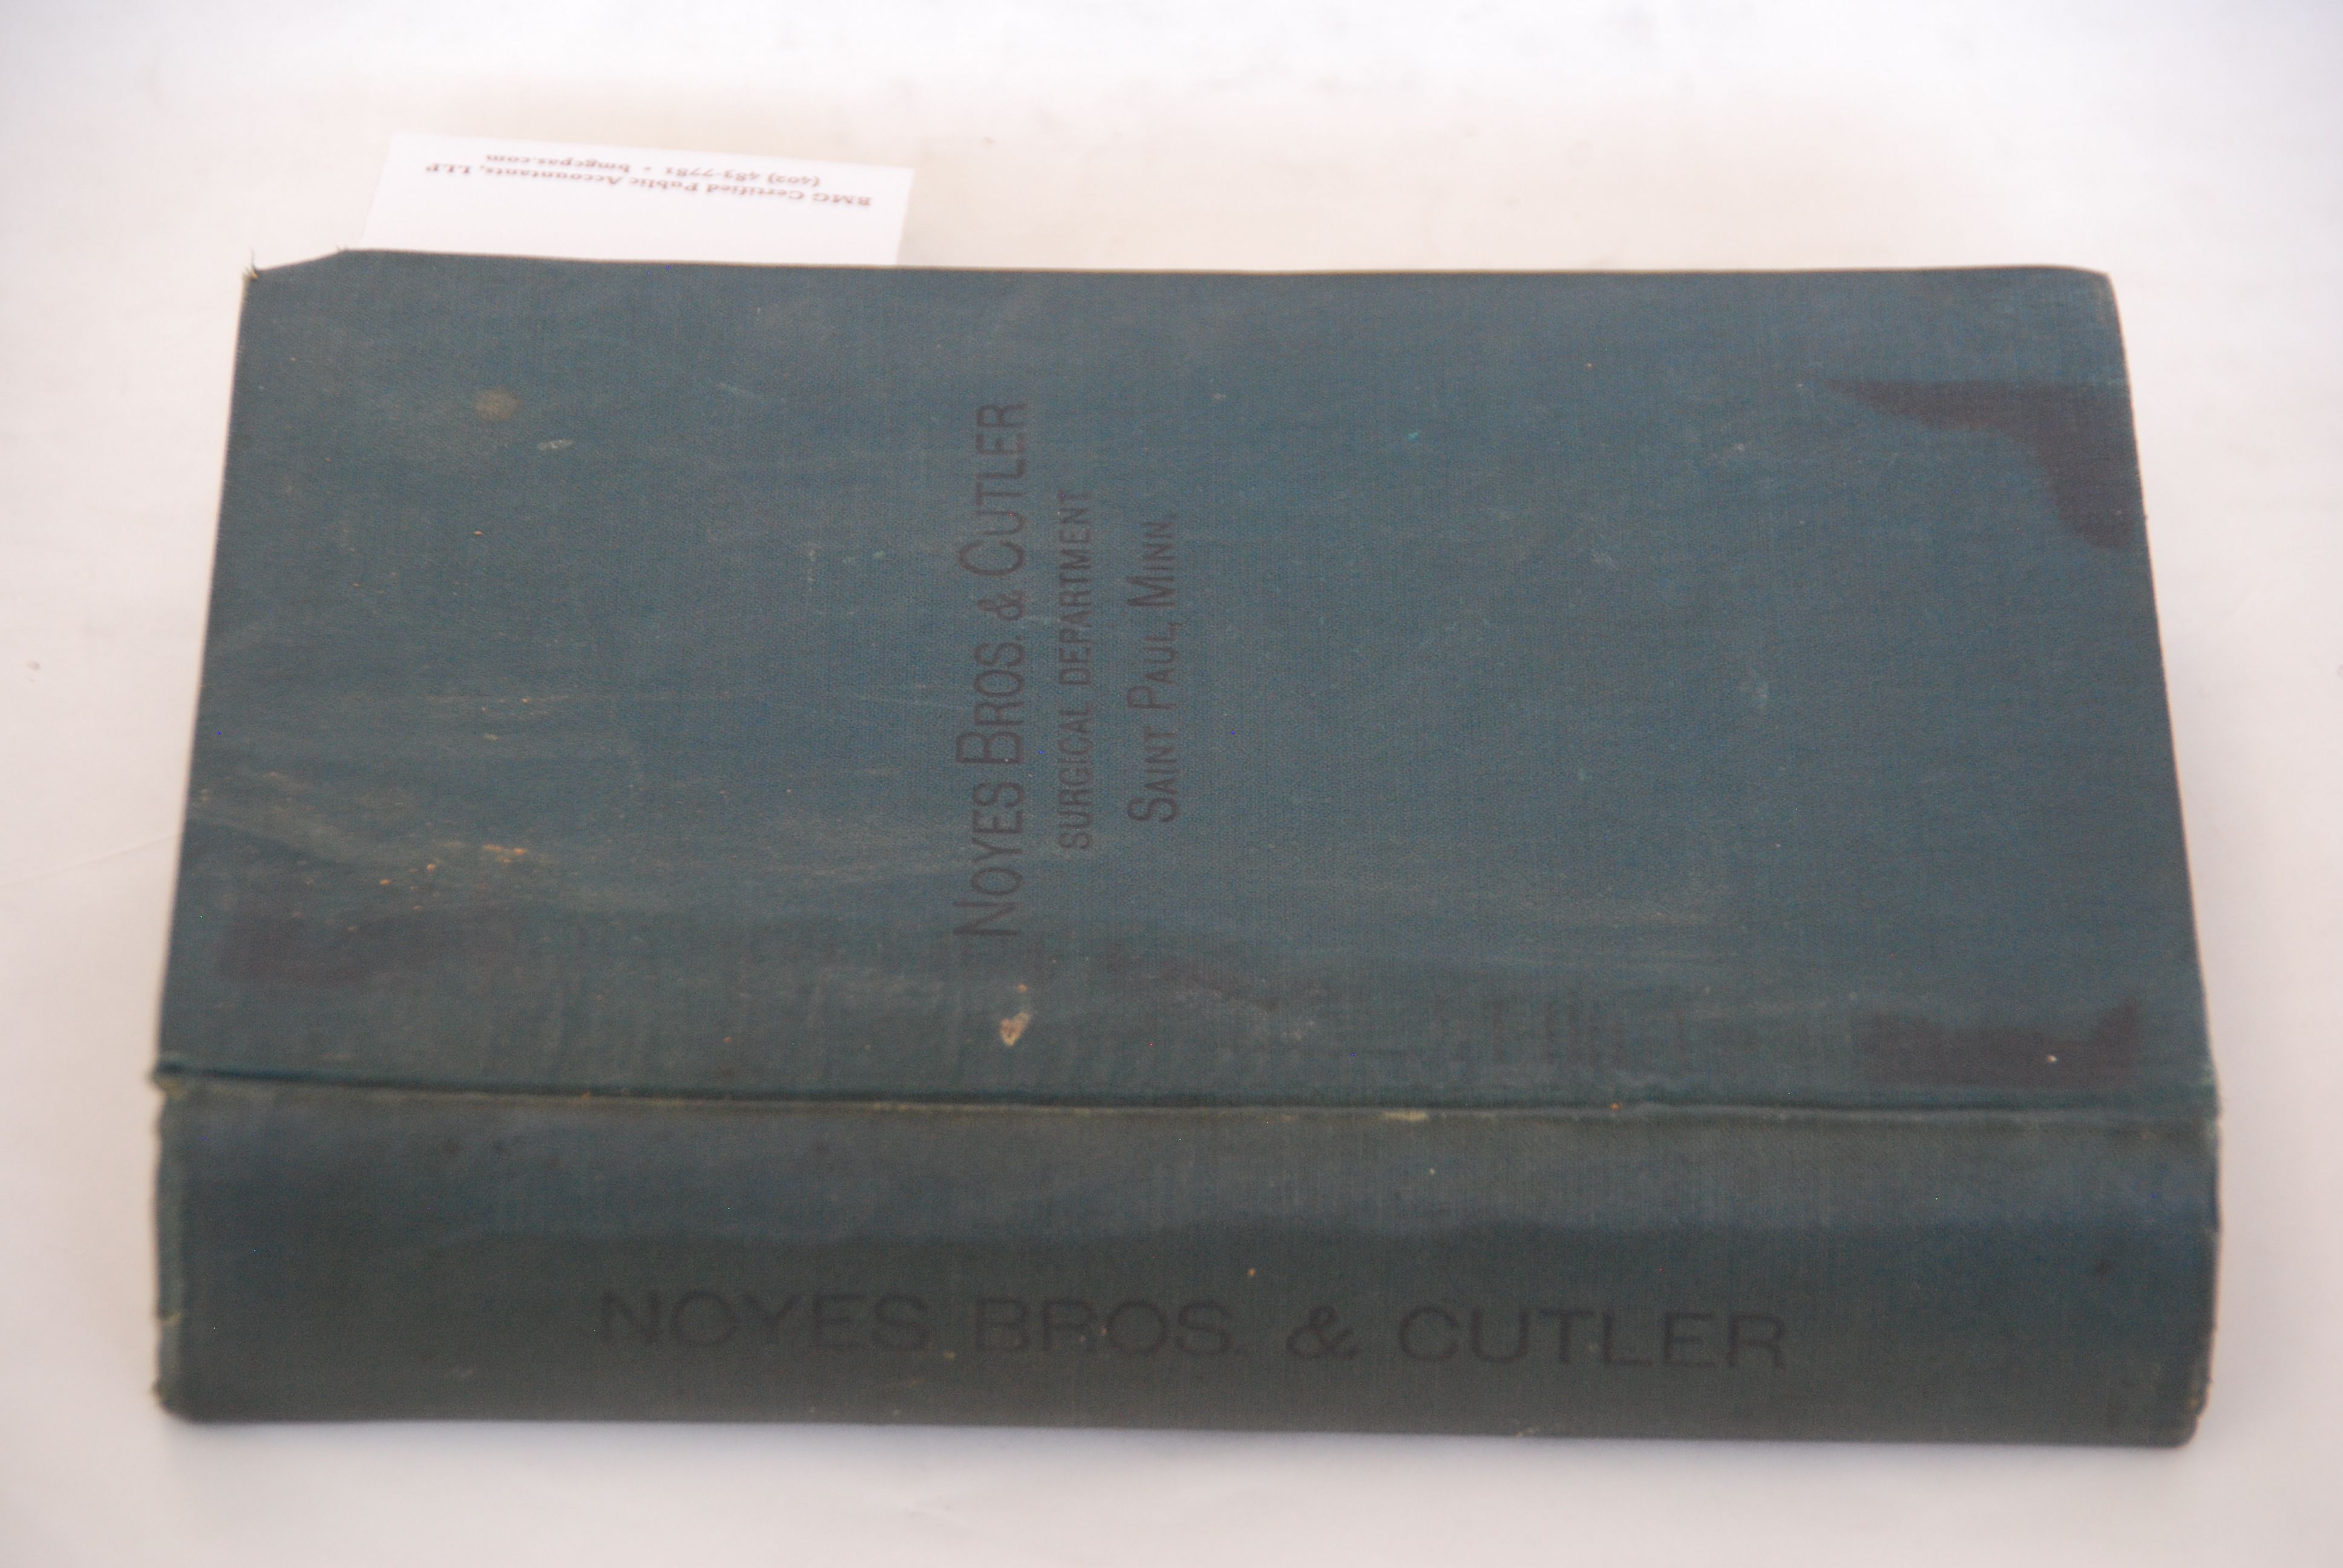 NOYES BROS. & CUTLER
SURGICAL DEPARTMENT
SAINT PAUL, MINN.
NOYES BROS. & CUTLER
BMG Certified Public Accountants, LLP
(402) 483-7781 • bmgcpas.com